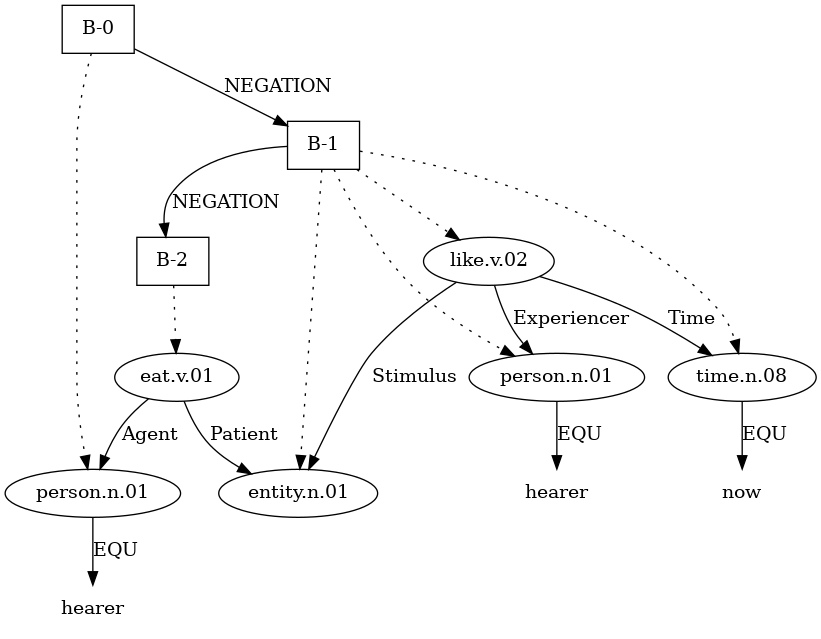 B-0
NEGATION
B-1
NEGATION
B-2
like.v.02
Experiencer
Time
eat.v.01
Stimulus
person.n.01
time.n.08
Agent
Patient
EQU
EQU
person.n.01
entity.n.01
hearer
now
EQU
hearer